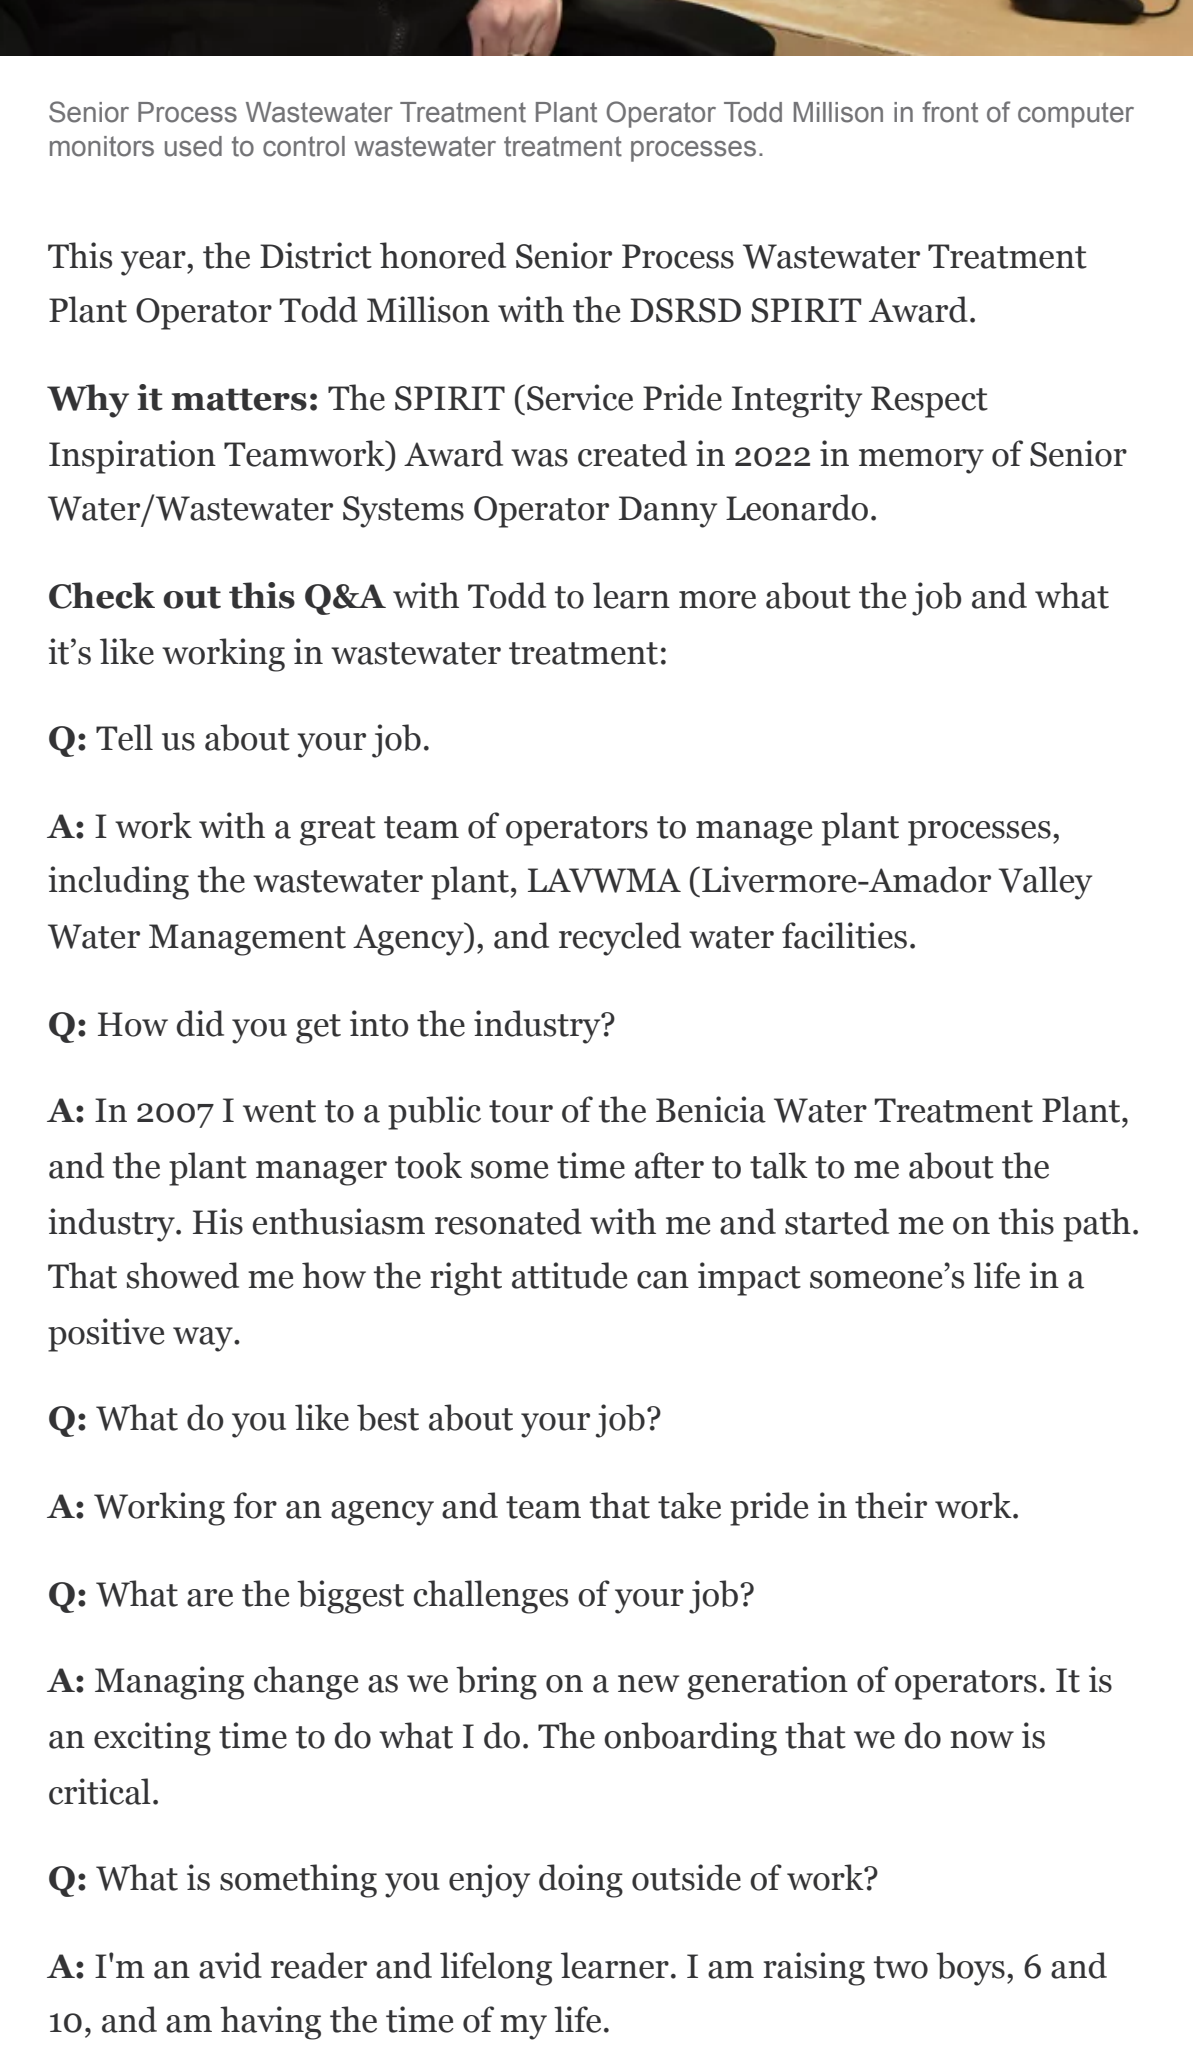 Senior Process Wastewater Treatment Plant Operator Todd Millison in front of computer
monitors used to control wastewater treatment processes.
This year, the District honored Senior Process Wastewater Treatment
Plant Operator Todd Millison with the DSRSD SPIRIT Award.
Why it matters: The SPIRIT (Service Pride Integrity Respect
Inspiration Teamwork) Award was created in 2022 in memory of Senior
Water/Wastewater Systems Operator Danny Leonardo.
Check out this Q&A with Todd to learn more about the job and what
it’s like working in wastewater treatment:
Q: Tell us about your job.
A: I work with a great team of operators to manage plant processes,
including the wastewater plant, LAVWMA (Livermore-Amador Valley
Water Management Agency), and recycled water facilities.
Q: How did you get into the industry?
A: In 2007 I went to a public tour of the Benicia Water Treatment Plant,
and the plant manager took some time after to talk to me about the
industry. His enthusiasm resonated with me and started me on this path.
That showed me how the right attitude can impact someone’s life in a
positive way.
Q: What do you like best about your job?
A: Working for an agency and team that take pride in their work.
Q: What are the biggest challenges of your job?
A: Managing change as we bring on a new generation of operators. It is
an exciting time to do what I do. The onboarding that we do now is
critical.
Q: What is something you enjoy doing outside of work?
A: I'm an avid reader and lifelong learner. I am raising two boys, 6 and
10, and am having the time of my life.